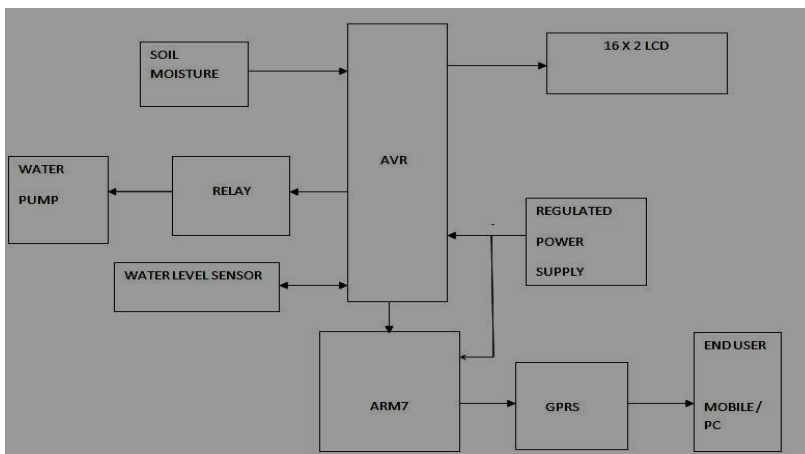 SOIL
MOISTURE
16 X 2 LCD
AVR
WATER
PUMP
RELAY
REGULATED
POWER
SUPPLY
WATER LEVEL SENSOR
ARM7
GPRS
END USER
MOBILE /
PC